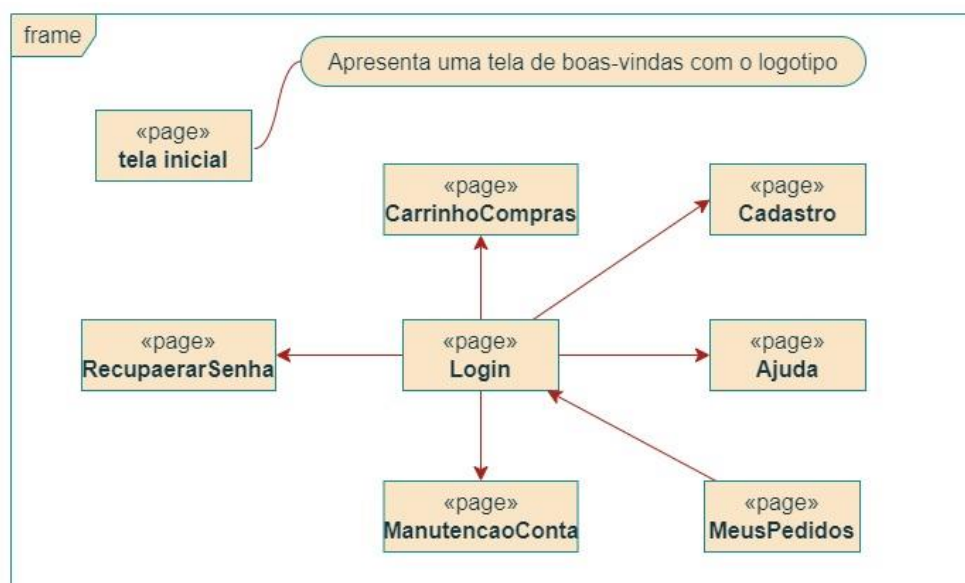 frame
Apresenta uma tela de boas-vindas com o logotipo
«page»
tela inicial
«page»
CarrinhoCompras
«page»
Cadastro
«page»
RecupaerarSenha
«page»
Login
«page»
Ajuda
«page»
ManutencaoConta
«page»
MeusPedidos